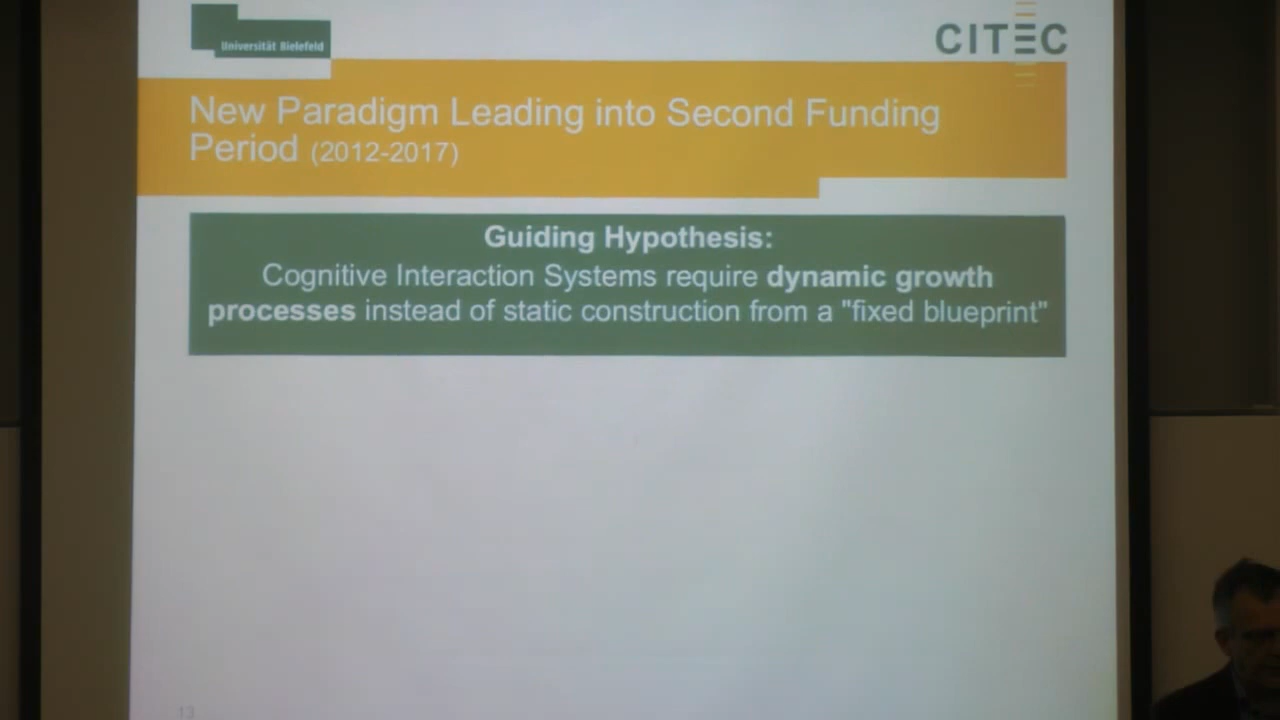 Universität Bielefeld
CITEC
New Paradigm Leading into Second Funding
Period (2012-2017)
Guiding Hypothesis:
Cognitive Interaction Systems require dynamic growth
processes instead of static construction from a "fixed blueprint"
13